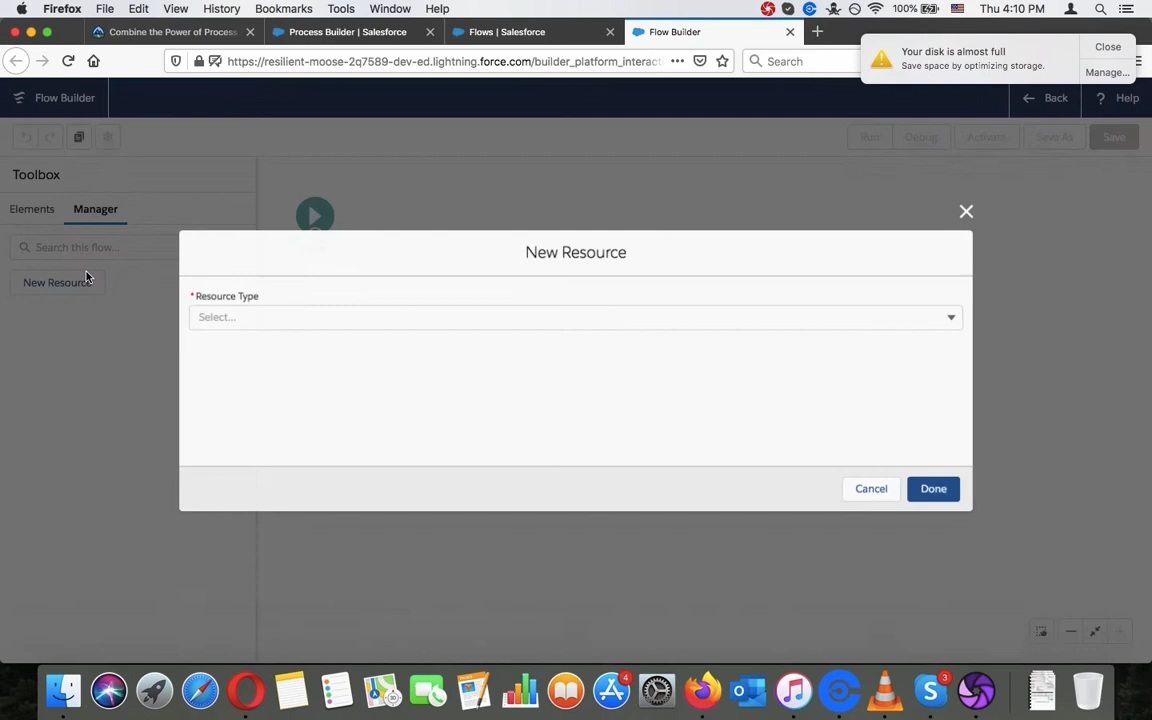 Firefox File Edit View History Bookmarks Tools Window Help 100% Thu 4:10 PM
Combine the Power of Process
Process Builder | Salesforce
Flows | Salesforce
Flow Builder
https://resilient-moose-2q7589-dev-ed.lightning.force.com/builder_platform_interact
Search
Your disk is almost full
Save space by optimizing storage.
Close
Manage...
Flow Builder
Back
? Help
Run Debug Activate Save As Save
Toolbox
Elements Manager
Search this flow...
New Resource
New Resource
* Resource Type
Select...
Cancel Done
4
3